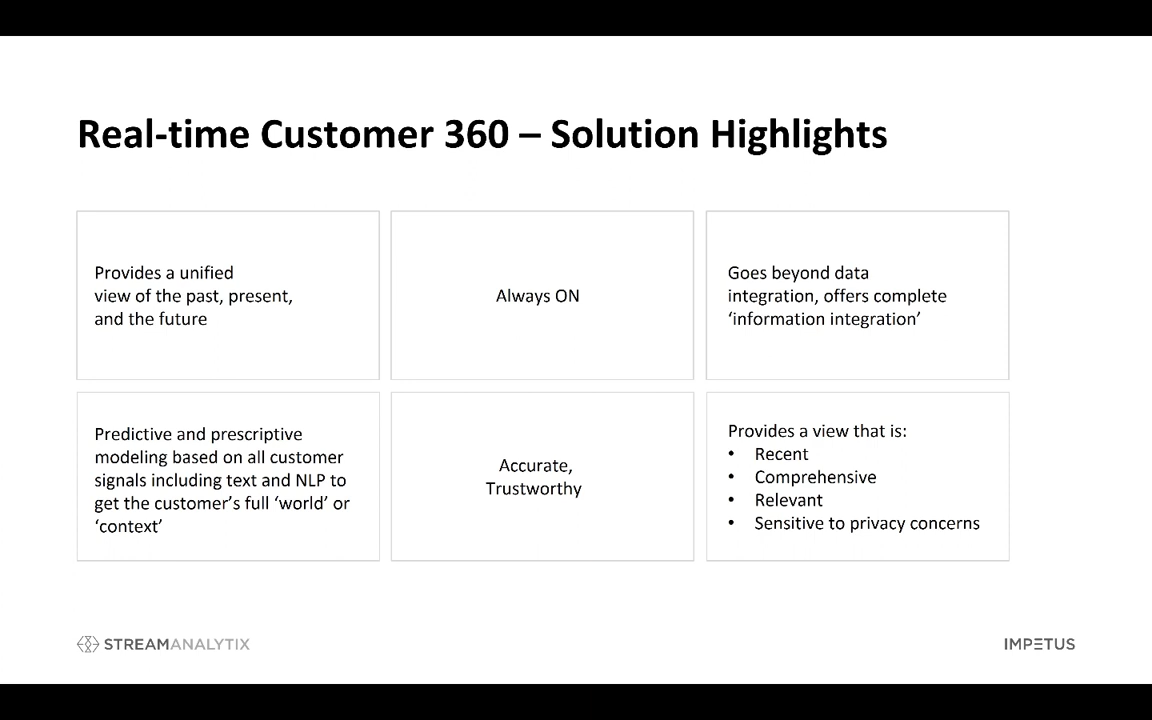 Real-time Customer 360 – Solution Highlights
Provides a unified
view of the past, present,
and the future
Always ON
Goes beyond data
integration, offers complete
‘information integration’
Predictive and prescriptive
modeling based on all customer
signals including text and NLP to
get the customer’s full ‘world’ or
‘context’
Accurate,
Trustworthy
Provides a view that is:
• Recent
• Comprehensive
• Relevant
• Sensitive to privacy concerns
STREAMANALYTIX
IMPETUS